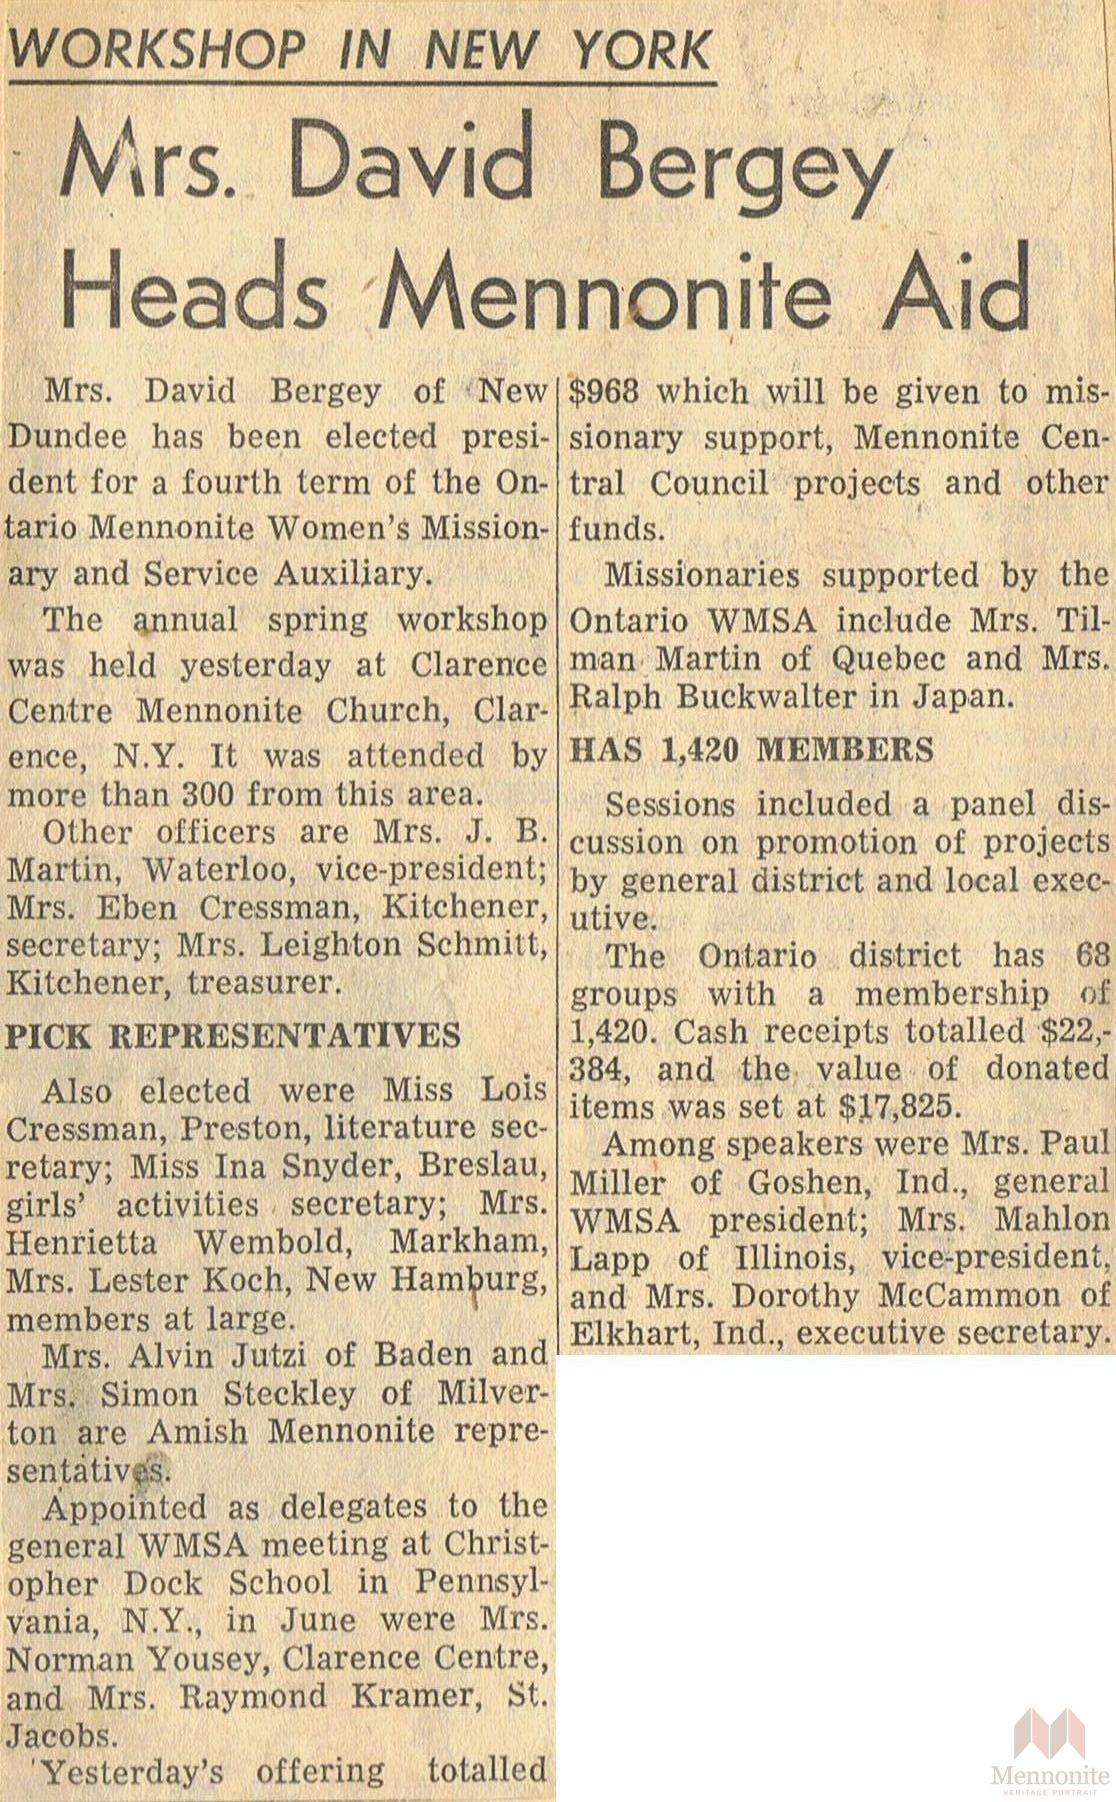 WORKSHOP IN NEW YORK
Mrs. David Bergey
Heads Mennonite Aid
Mrs. David Bergey of New
Dundee has been elected presi-
dent for a fourth term of the On-
tario Mennonite Women's Mission-
ary and Service Auxiliary.
The annual spring workshop
was held yesterday at Clarence
Centre Mennonite Church, Clar-
ence, N.Y. It was attended by
more than 300 from this area.
Other officers are Mrs. J. B.
Martin, Waterloo, vice-president;
Mrs. Eben Cressman, Kitchener,
secretary; Mrs. Leighton Schmitt,
Kitchener, treasurer.
PICK REPRESENTATIVES
Also elected were Miss Lois
Cressman, Preston, literature sec-
retary; Miss Ina Snyder, Breslau,
girls' activities secretary; Mrs.
Henrietta Wembold, Markham,
Mrs. Lester Koch, New Hamburg,
members at large.
Mrs. Alvin Jutzi of Baden and
Mrs. Simon Steckley of Milver-
ton are Amish Mennonite repre-
sentatives.
Appointed as delegates to the
general WMSA meeting at Christ-
opher Dock School in Pennsyl-
vania, N.Y., in June were Mrs.
Norman Yousey, Clarence Centre,
and Mrs. Raymond Kramer, St.
Jacobs.
Yesterday's offering totalled
$968 which will be given to mis-
sionary support, Mennonite Cen-
tral Council projects and other
funds.
Missionaries supported by the
Ontario WMSA include Mrs. Til-
man Martin of Quebec and Mrs.
Ralph Buckwalter in Japan.
HAS 1,420 MEMBERS
Sessions included a panel dis-
cussion on promotion of projects
by general district and local exec-
utive.
The Ontario district has 68
groups with a membership of
1,420. Cash receipts totalled $22,-
384, and the value of donated
items was set at $17,825.
Among speakers were Mrs. Paul
Miller of Goshen, Ind., general
WMSA president; Mrs. Mahlon
Lapp of Illinois, vice-president,
and Mrs. Dorothy McCammon of
Elkhart, Ind., executive secretary.
Mennonite
HERITAGE PORTRAIT